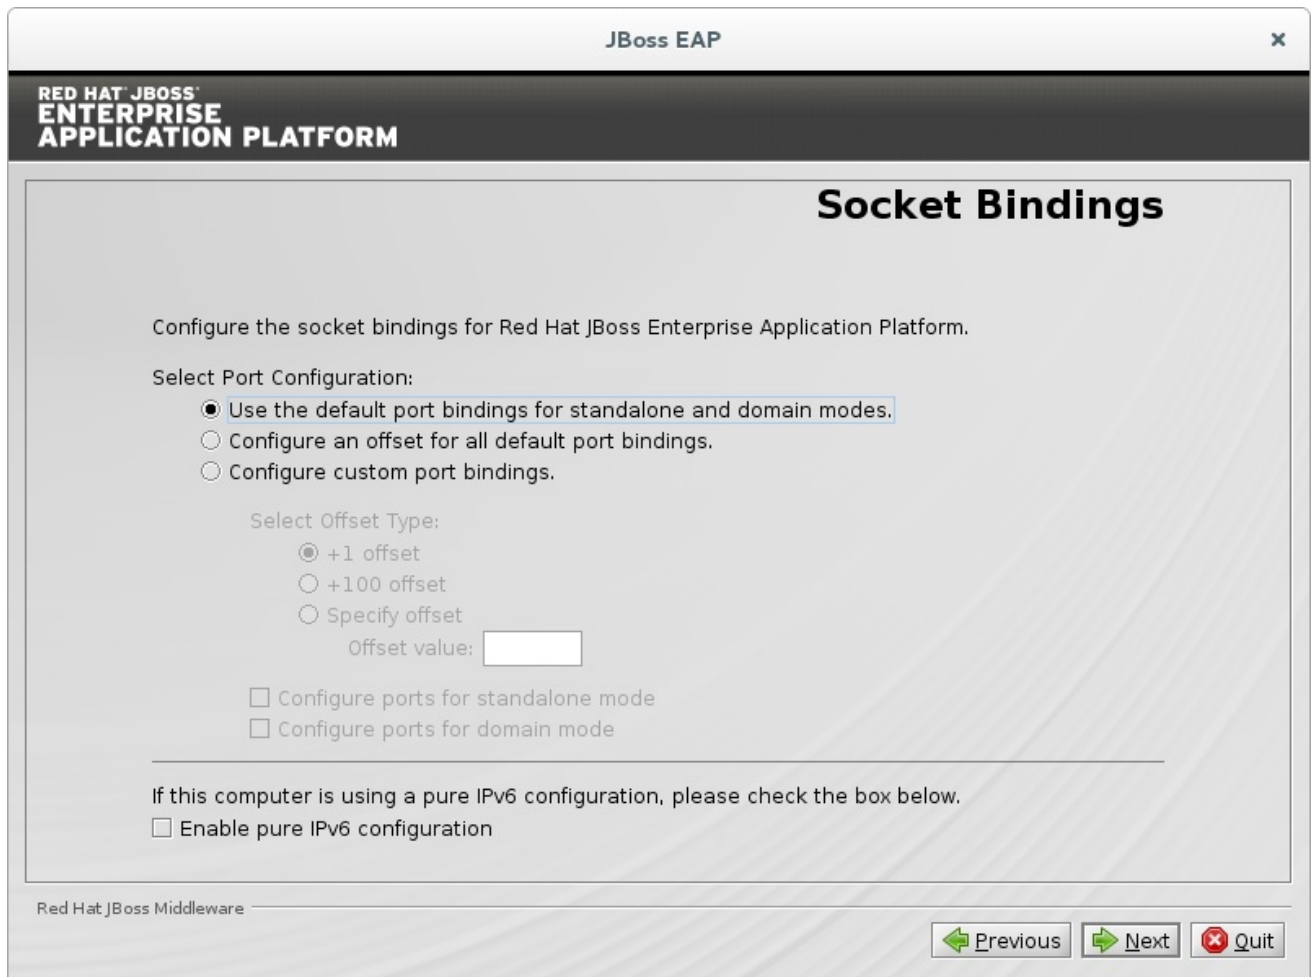 JBoss EAP
RED HAT JBOSS
ENTERPRISE
APPLICATION PLATFORM
Socket Bindings
Configure the socket bindings for Red Hat JBoss Enterprise Application Platform.
Select Port Configuration:
Use the default port bindings for standalone and domain modes.
Configure an offset for all default port bindings.
Configure custom port bindings.
Select Offset Type:
+1 offset
+100 offset
Specify offset
Offset value:
Configure ports for standalone mode
Configure ports for domain mode
If this computer is using a pure IPv6 configuration, please check the box below.
Enable pure IPv6 configuration
Red Hat JBoss Middleware
Previous Next Quit